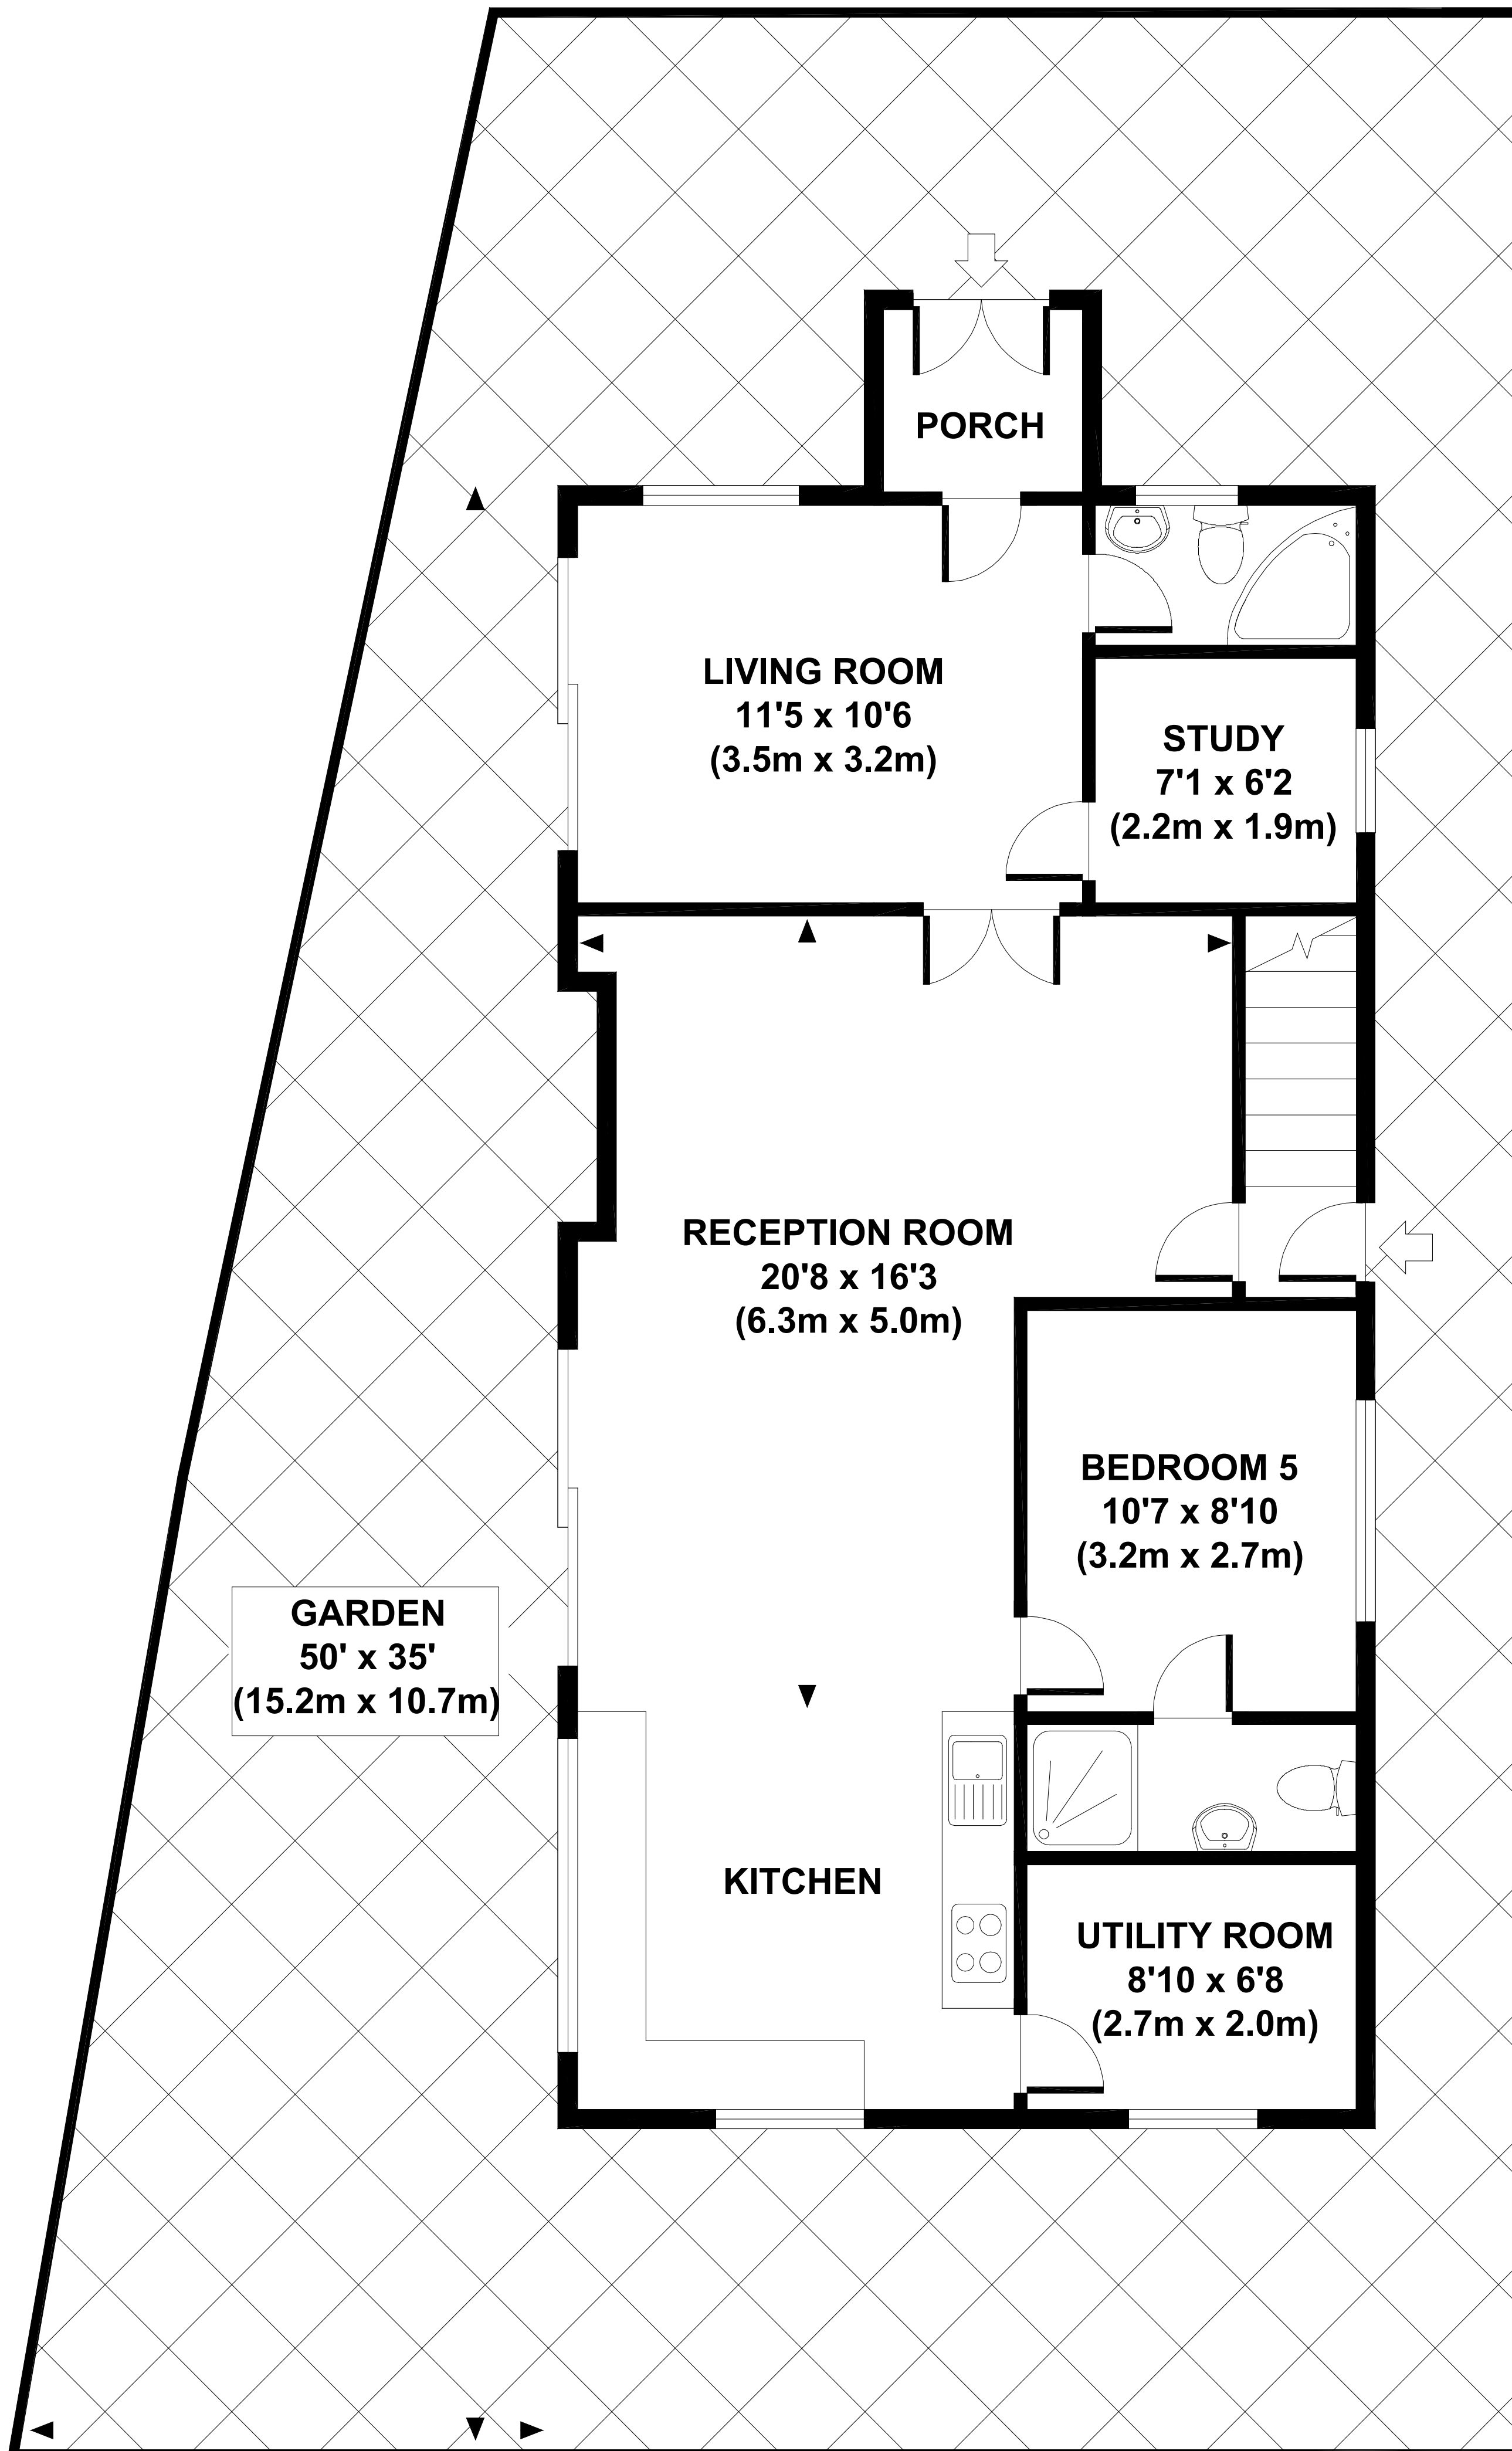 PORCH
LIVING ROOM
11'5 x 10'6
(3.5m x 3.2m)
STUDY
7'1 x 6'2
(2.2m x 1.9m)
RECEPTION ROOM
20'8 x 16'3
(6.3m x 5.0m)
BEDROOM 5
10'7 x 8'10
(3.2m x 2.7m)
GARDEN
50' x 35'
(15.2m x 10.7m)
KITCHEN
UTILITY ROOM
8'10 x 6'8
(2.7m x 2.0m)